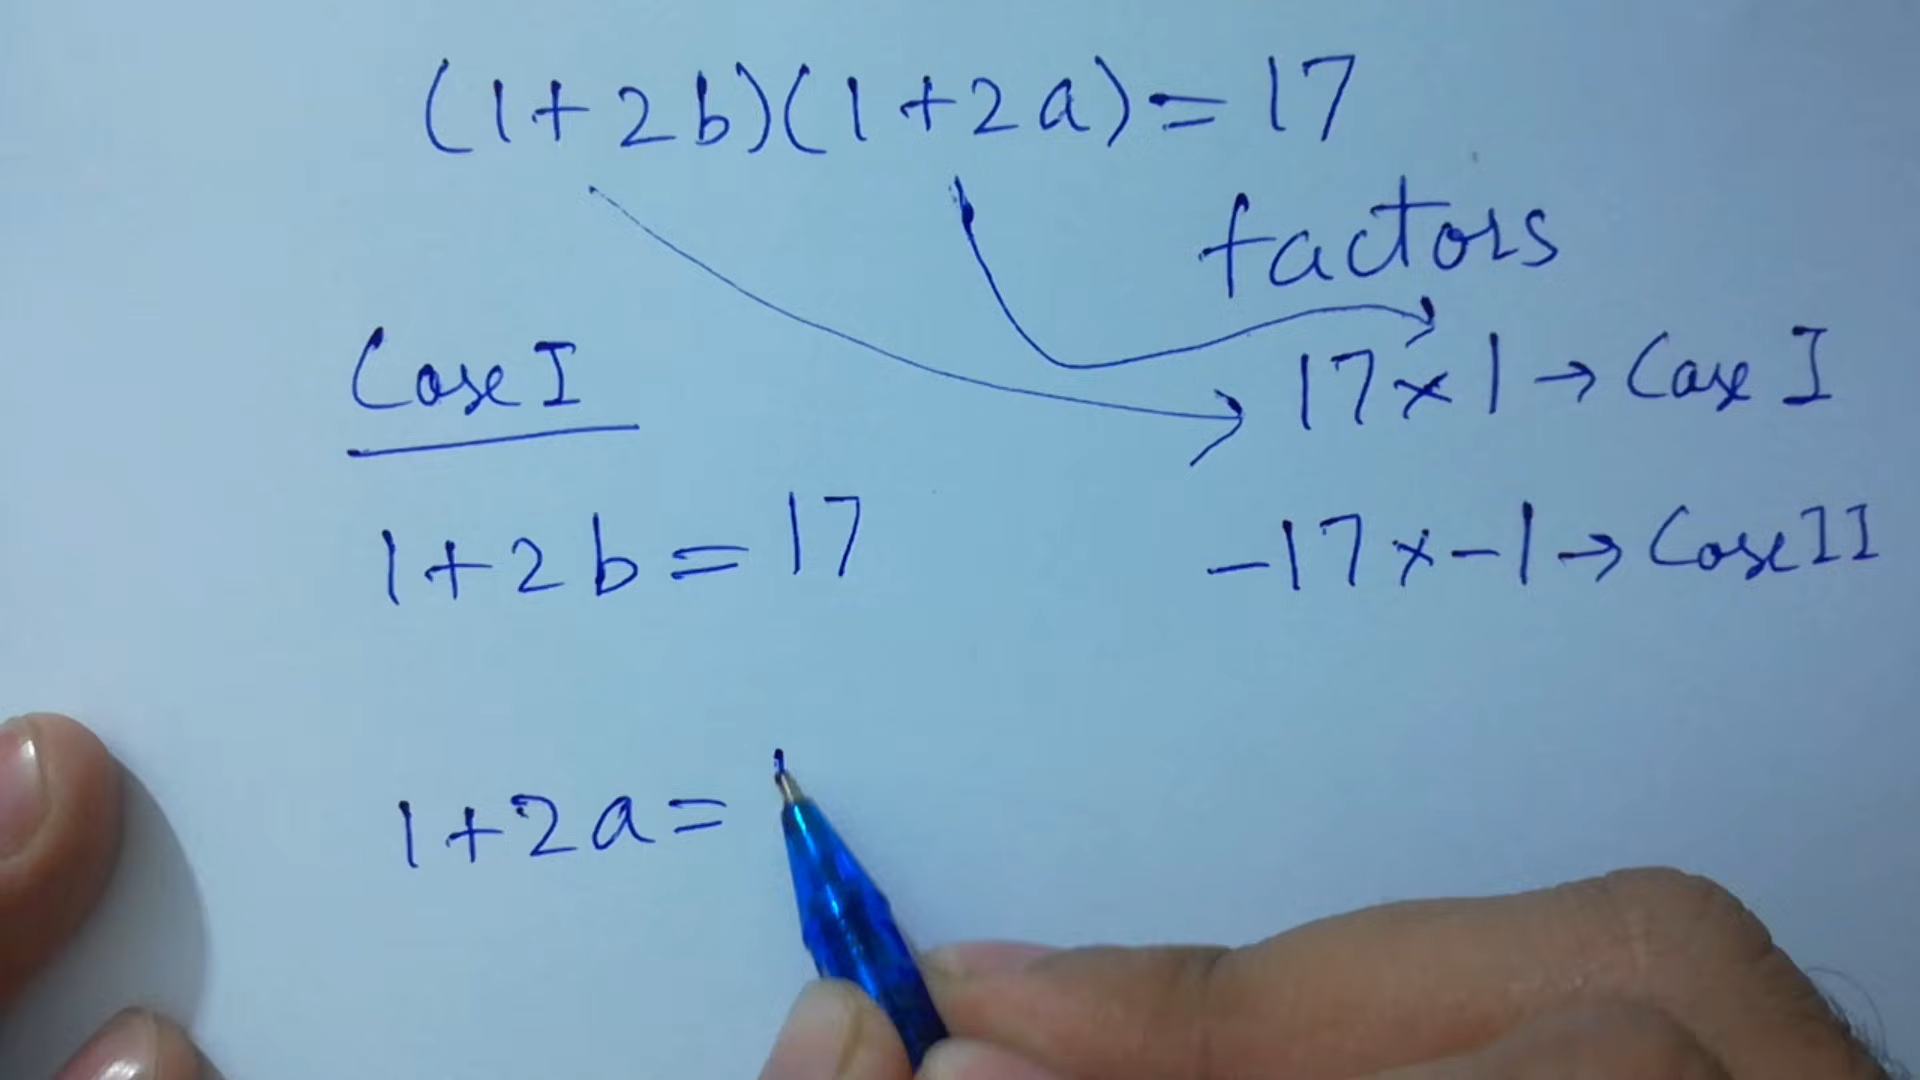 (1+2b)(1+2a)=17
factors
Case I
17×1→Case I
1+2b=17
-17×-1→Case II
1+2a=